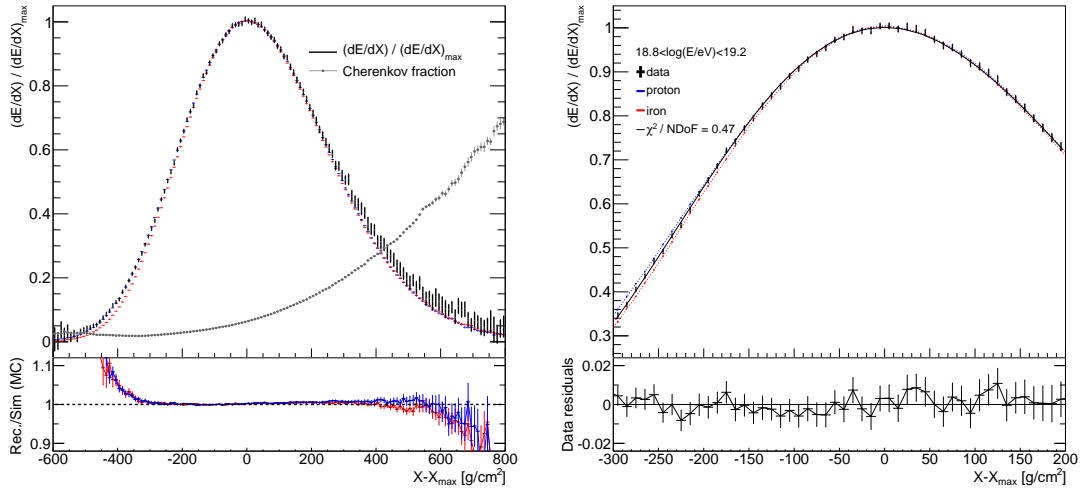 (dE/dX) / (dE/dX)max
1
0.8
0.6
0.4
0.2
0
(dE/dX) / (dE/dX)max
Cherenkov fraction
Rec./Sim (MC)
1.1
1
0.9
-600 -400 -200 0 200 400 600 800
X-Xmax [g/cm²]
(dE/dX) / (dE/dX)max
1
0.9
0.8
0.7
0.6
0.5
0.4
0.3
18.8<log(E/eV)<19.2
data
proton
iron
χ² / NDoF = 0.47
Data residuals
0.02
0
-0.02
-300 -250 -200 -150 -100 -50 0 50 100 150 200
X-Xmax [g/cm²]